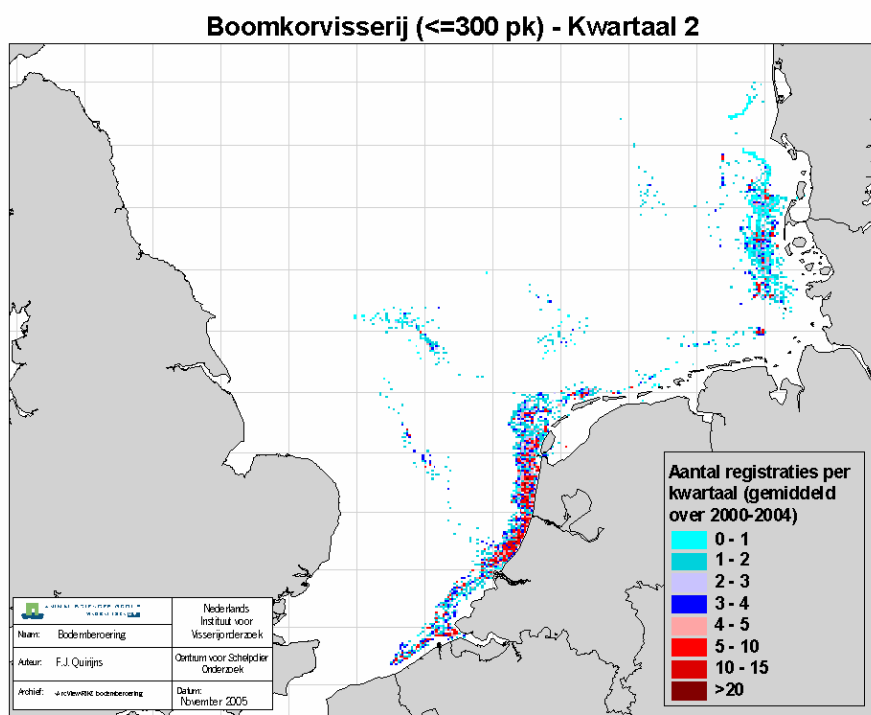 Boomkorvisserij (<=300 pk) - Kwartaal 2
Aantal registraties per
kwartaal (gemiddeld
over 2000-2004)
0 - 1
1 - 2
2 - 3
3 - 4
4 - 5
5 - 10
10 - 15
>20
Nederlands
Instituut voor
Visserijonderzoek
Naam: Bodemberoering
Auteur: F.J. Quirijns
Centrum voor Schelpdier
Onderzoek
Archief: bodemberoering
Datum:
November 2005